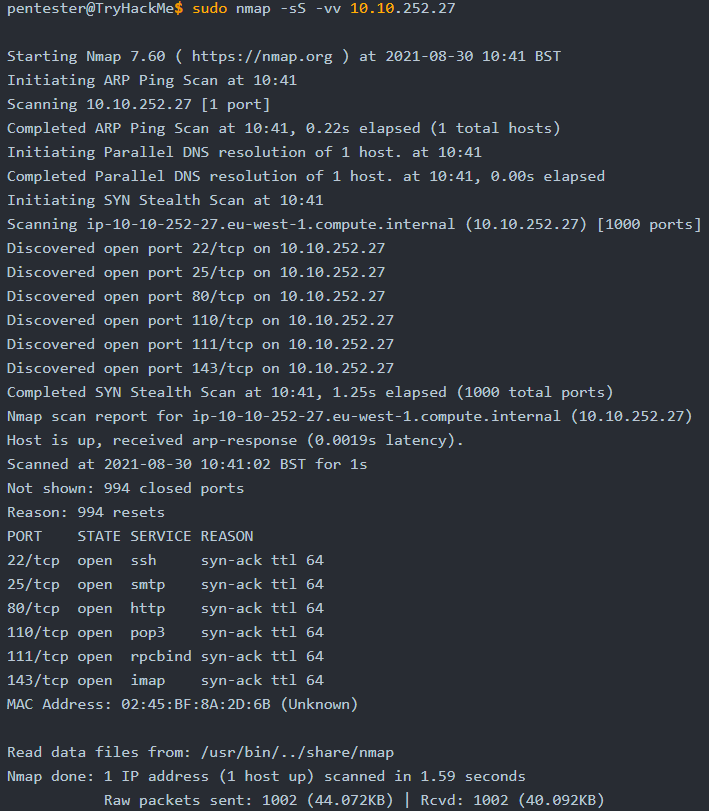 pentester@TryHackMe$ sudo nmap -sS -vv 10.10.252.27
Starting Nmap 7.60 ( https://nmap.org ) at 2021-08-30 10:41 BST
Initiating ARP Ping Scan at 10:41
Scanning 10.10.252.27 [1 port]
Completed ARP Ping Scan at 10:41, 0.22s elapsed (1 total hosts)
Initiating Parallel DNS resolution of 1 host. at 10:41
Completed Parallel DNS resolution of 1 host. at 10:41, 0.00s elapsed
Initiating SYN Stealth Scan at 10:41
Scanning ip-10-10-252-27.eu-west-1.compute.internal (10.10.252.27) [1000 ports]
Discovered open port 22/tcp on 10.10.252.27
Discovered open port 25/tcp on 10.10.252.27
Discovered open port 80/tcp on 10.10.252.27
Discovered open port 110/tcp on 10.10.252.27
Discovered open port 111/tcp on 10.10.252.27
Discovered open port 143/tcp on 10.10.252.27
Completed SYN Stealth Scan at 10:41, 1.25s elapsed (1000 total ports)
Nmap scan report for ip-10-10-252-27.eu-west-1.compute.internal (10.10.252.27)
Host is up, received arp-response (0.0019s latency).
Scanned at 2021-08-30 10:41:02 BST for 1s
Not shown: 994 closed ports
Reason: 994 resets
PORT    STATE SERVICE REASON
22/tcp  open  ssh     syn-ack ttl 64
25/tcp  open  smtp    syn-ack ttl 64
80/tcp  open  http    syn-ack ttl 64
110/tcp open  pop3    syn-ack ttl 64
111/tcp open  rpcbind syn-ack ttl 64
143/tcp open  imap    syn-ack ttl 64
MAC Address: 02:45:BF:8A:2D:6B (Unknown)
Read data files from: /usr/bin/../share/nmap
Nmap done: 1 IP address (1 host up) scanned in 1.59 seconds
Raw packets sent: 1002 (44.072KB) | Rcvd: 1002 (40.092KB)